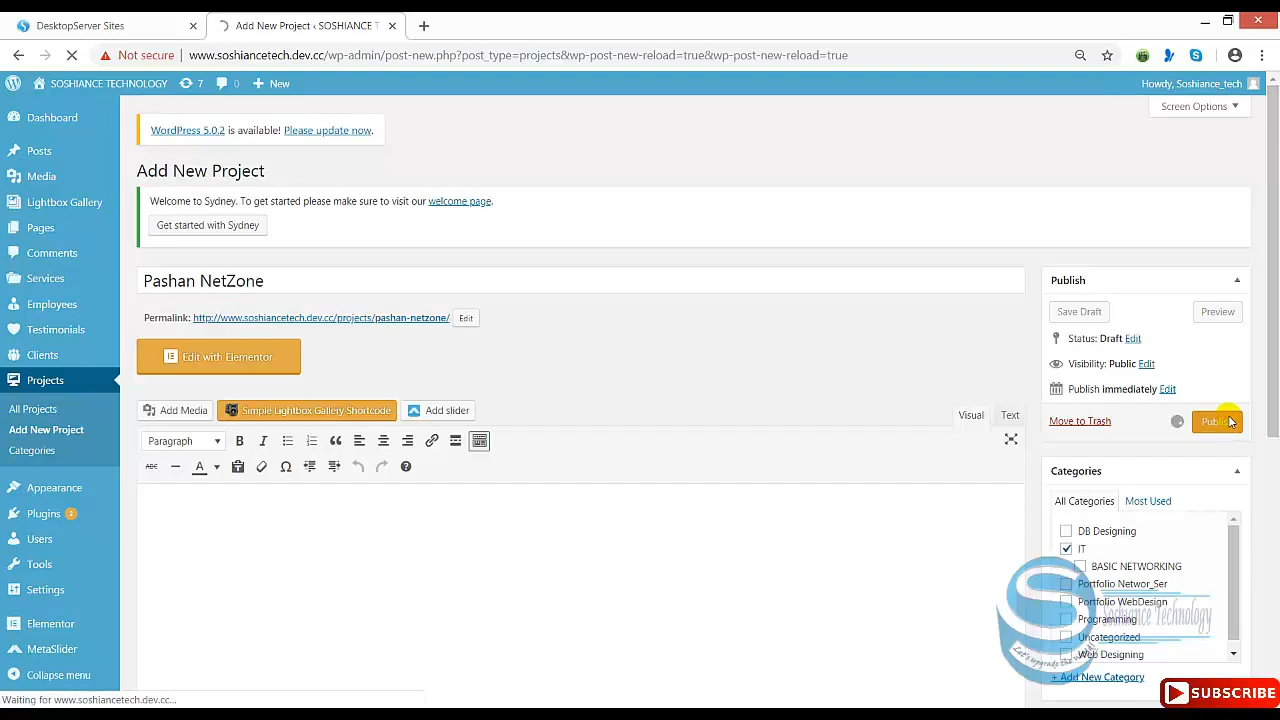 DesktopServer Sites
Add New Project ‹ SOSHIANCE T
Not secure
www.soshiancetech.dev.cc/wp-admin/post-new.php?post_type=projects&wp-post-new-reload=true&wp-post-new-reload=true
SOSHIANCE TECHNOLOGY
7
0
New
Howdy, Soshiance_tech
Screen Options
Dashboard
Posts
Media
Lightbox Gallery
Pages
Comments
Services
Employees
Testimonials
Clients
Projects
All Projects
Add New Project
Categories
Appearance
Plugins 2
Users
Tools
Settings
Elementor
MetaSlider
Collapse menu
WordPress 5.0.2 is available! Please update now.
Add New Project
Welcome to Sydney. To get started please make sure to visit our welcome page.
Get started with Sydney
Pashan NetZone
Permalink: http://www.soshiancetech.dev.cc/projects/pashan-netzone/ Edit
Edit with Elementor
Add Media
Simple Lightbox Gallery Shortcode
Add slider
Visual
Text
Paragraph
B
I
ABC
A
Publish
Save Draft
Preview
Status: Draft Edit
Visibility: Public Edit
Publish immediately Edit
Move to Trash
Publish
Categories
All Categories
Most Used
DB Designing
IT
BASIC NETWORKING
Portfolio Networ_Ser
Portfolio WebDesign
Programming
Uncategorized
Web Designing
+ Add New Category
Soshiance Technology
Let's upgrade the world!
SUBSCRIBE
Waiting for www.soshiancetech.dev.cc...